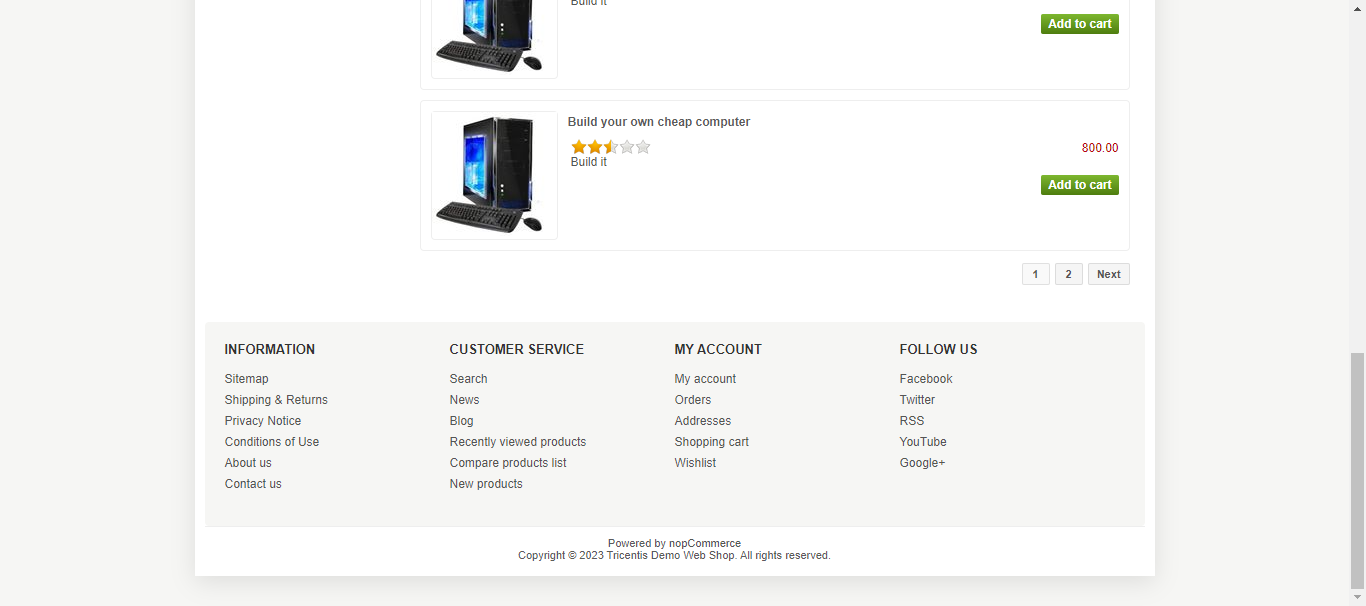 Build it
Add to cart
Build your own cheap computer
800.00
Build it
Add to cart
1 2 Next
INFORMATION
Sitemap
Shipping & Returns
Privacy Notice
Conditions of Use
About us
Contact us
CUSTOMER SERVICE
Search
News
Blog
Recently viewed products
Compare products list
New products
MY ACCOUNT
My account
Orders
Addresses
Shopping cart
Wishlist
FOLLOW US
Facebook
Twitter
RSS
YouTube
Google+
Powered by nopCommerce
Copyright © 2023 Tricentis Demo Web Shop. All rights reserved.